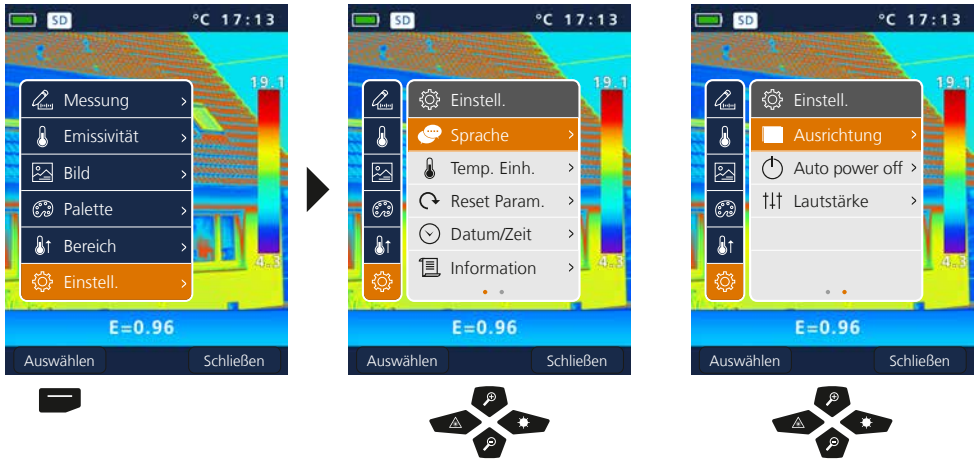 SD °C 17:13
19.1
Messung
Emissivität
Bild
Palette
Bereich
Einstell.
4.3
E=0.96
Auswählen Schließen
SD °C 17:13
19.1
Einstell.
Sprache
Temp. Einh.
Reset Param.
Datum/Zeit
Information
4.3
E=0.96
Auswählen Schließen
SD °C 17:13
19.1
Einstell.
Ausrichtung
Auto power off
Lautstärke
4.3
E=0.96
Auswählen Schließen